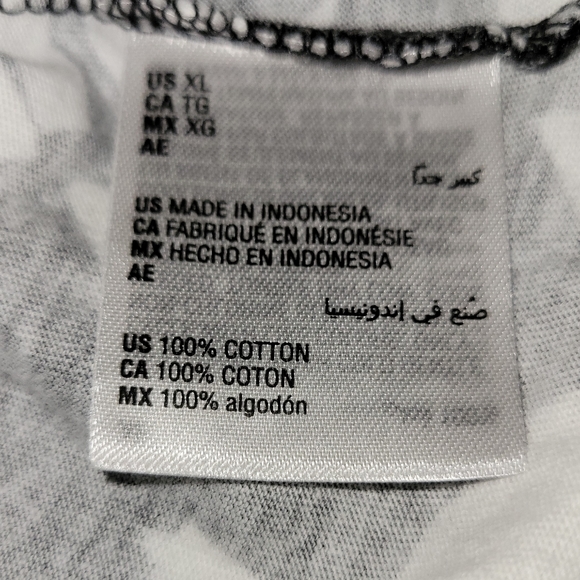 US XL
CA TG
MX XG
AE
كبير جداً
US MADE IN INDONESIA
CA FABRIQUÉ EN INDONÉSIE
MX HECHO EN INDONESIA
AE
صُنع في إندونيسيا
US 100% COTTON
CA 100% COTON
MX 100% algodón